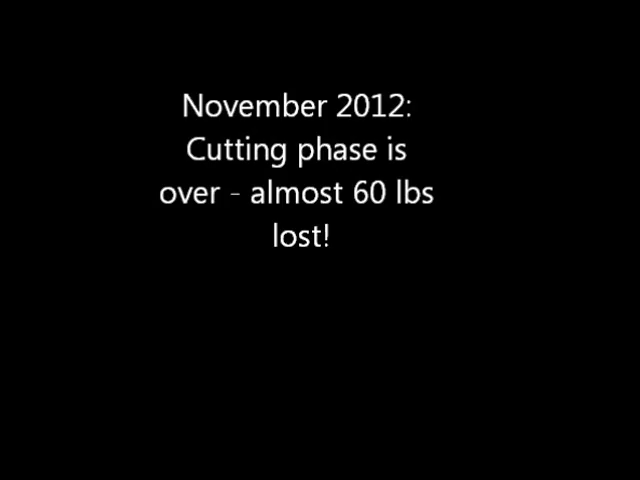 November 2012:
Cutting phase is
over - almost 60 lbs
lost!